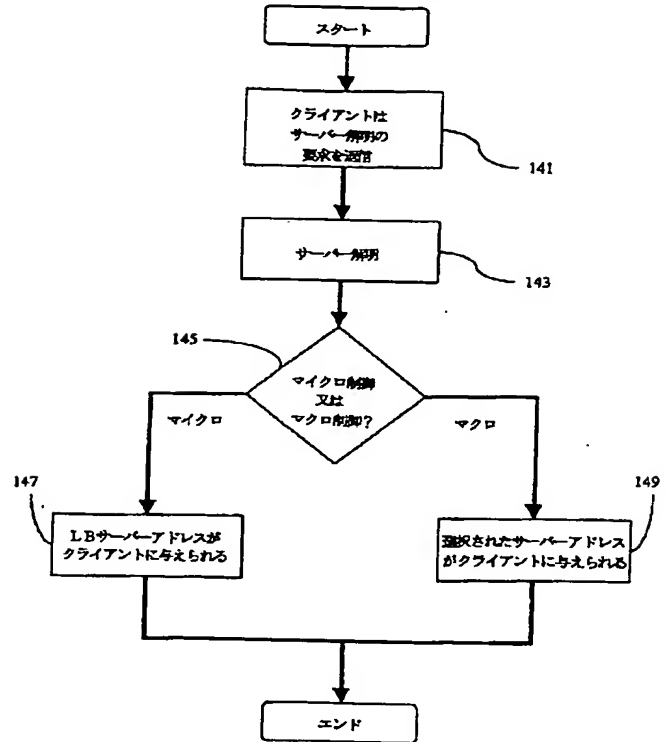 スタート
クライアントは
サーバー解明の
要求を送信
141
サーバー解明
143
145
マイクロ制御
又は
マクロ制御?
マイクロ
マクロ
147
LBサーバーアドレスが
クライアントに与えられる
149
選択されたサーバーアドレス
がクライアントに与えられる
エンド